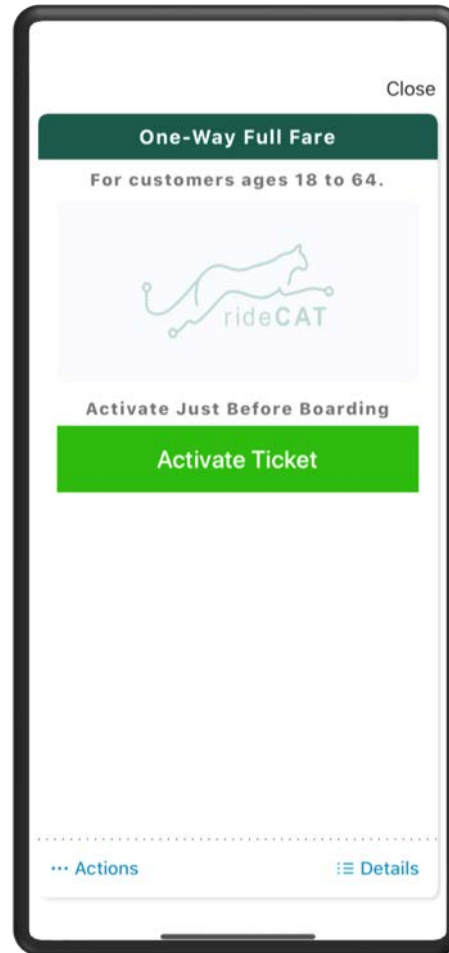 Close
One-Way Full Fare
For customers ages 18 to 64.
rideCAT
Activate Just Before Boarding
Activate Ticket
··· Actions
Details